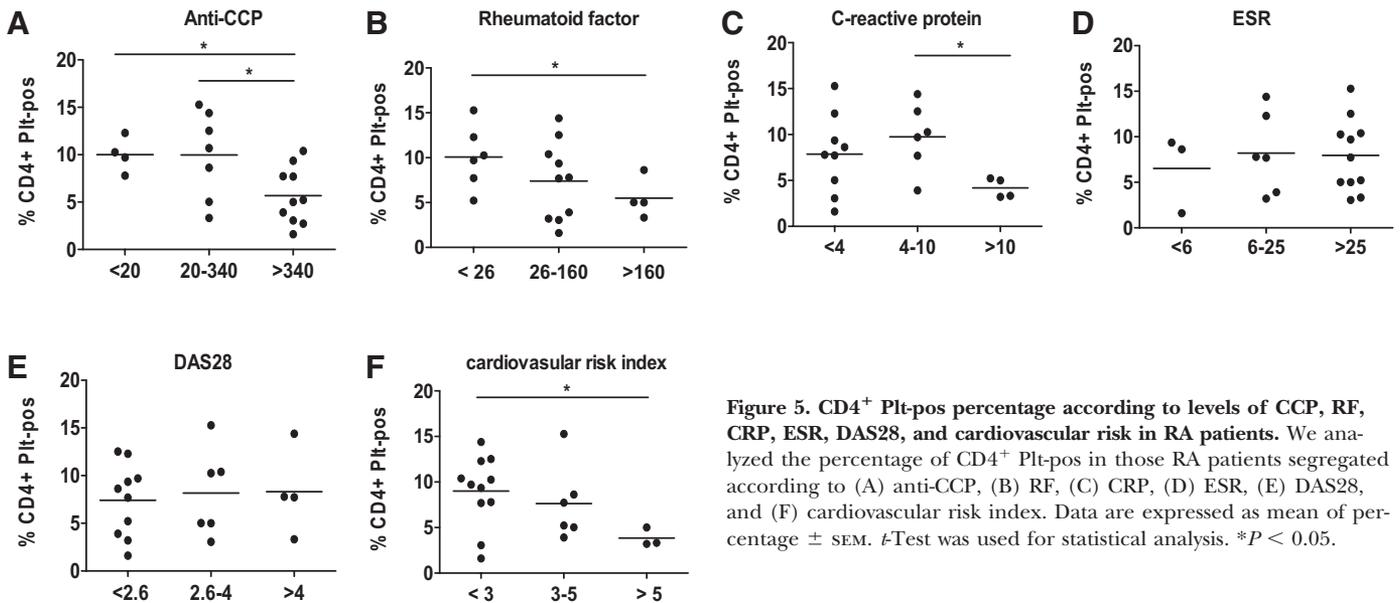 A
Anti-CCP
*
*
% CD4+ Plt-pos
20
15
10
5
0
<20 20-340 >340
B
Rheumatoid factor
*
% CD4+ Plt-pos
20
15
10
5
0
< 26 26-160 >160
C
C-reactive protein
*
% CD4+ Plt-pos
20
15
10
5
0
<4 4-10 >10
D
ESR
% CD4+ Plt-pos
20
15
10
5
0
<6 6-25 >25
E
DAS28
% CD4+ Plt-pos
20
15
10
5
0
<2.6 2.6-4 >4
F
cardiovasular risk index
*
% CD4+ Plt-pos
20
15
10
5
0
< 3 3-5 > 5
Figure 5. CD4⁺ Plt-pos percentage according to levels of CCP, RF,
CRP, ESR, DAS28, and cardiovascular risk in RA patients. We ana-
lyzed the percentage of CD4⁺ Plt-pos in those RA patients segregated
according to (A) anti-CCP, (B) RF, (C) CRP, (D) ESR, (E) DAS28,
and (F) cardiovascular risk index. Data are expressed as mean of per-
centage ± SEM. t-Test was used for statistical analysis. *P < 0.05.